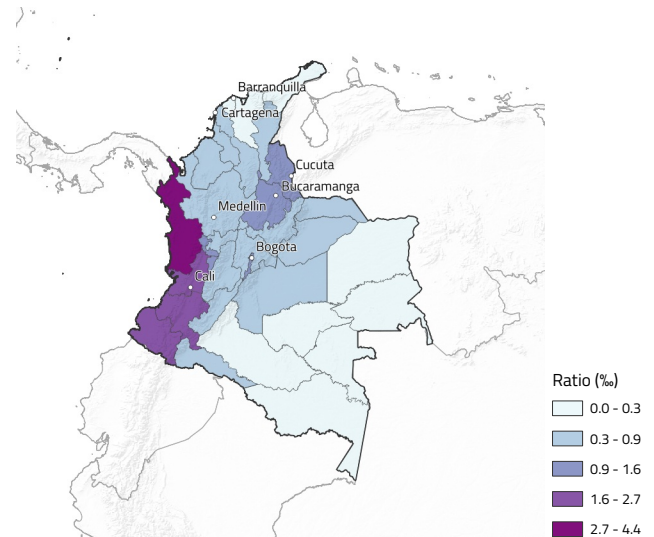 Barranquilla
Cartagena
Cucuta
Bucaramanga
Medellin
Bogota
Cali
Ratio (‰)
0.0 - 0.3
0.3 - 0.9
0.9 - 1.6
1.6 - 2.7
2.7 - 4.4